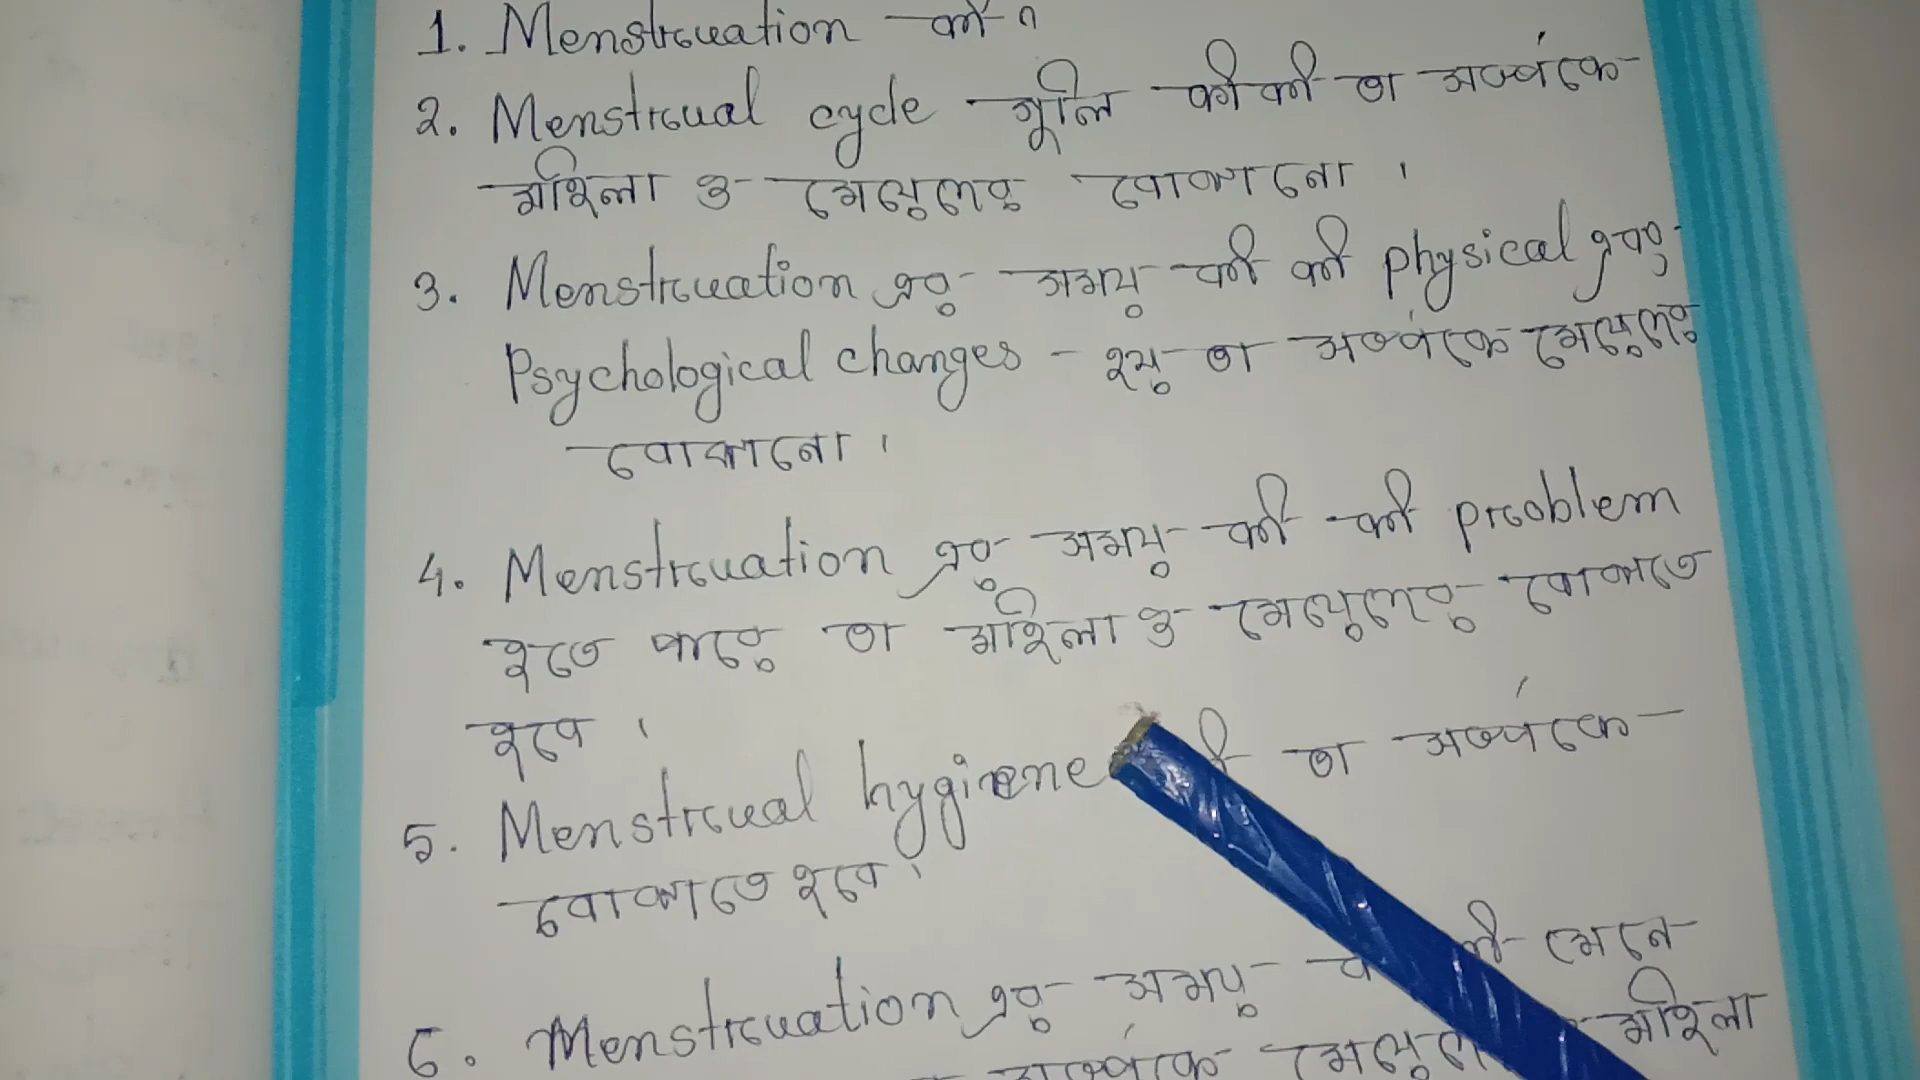 1. Menstruation - কী ?
2. Menstrual cycle গুলি কী কী তা সম্পর্কে
মহিলা ও মেয়েদের বোঝানো ।
3. Menstruation এর সময় কী কী physical এবং
Psychological changes - হয় তা সম্পর্কে মেয়েদের
বোঝানো ।
4. Menstruation এর সময় কী কী problem
হতে পারে তা মহিলা ও মেয়েদের বোঝাতে
হবে ।
5. Menstrual hygiene তা সম্পর্কে
বোঝাতে হবে ।
6. Menstruation এর সময় মেনে
সম্পর্কে মহিলা